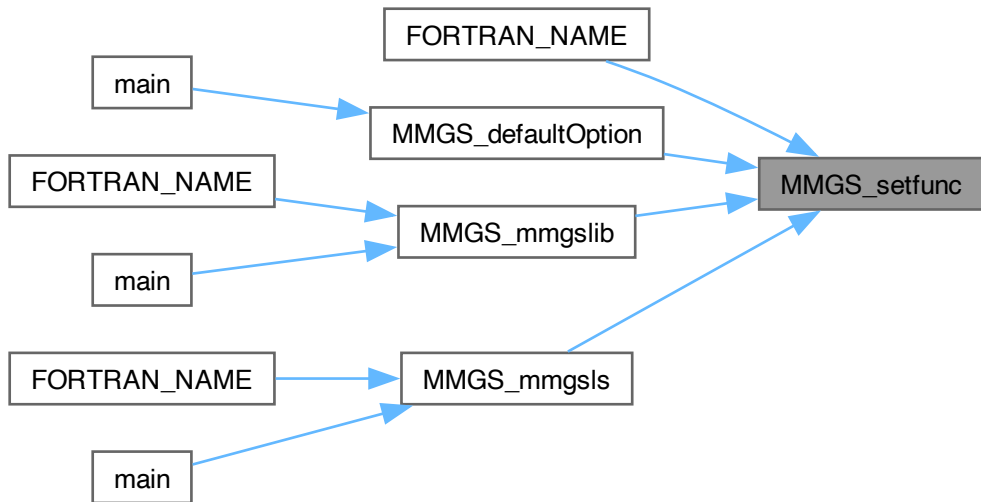 FORTRAN_NAME
main
MMGS_defaultOption
FORTRAN_NAME
MMGS_setfunc
MMGS_mmgslib
main
FORTRAN_NAME
MMGS_mmgsls
main